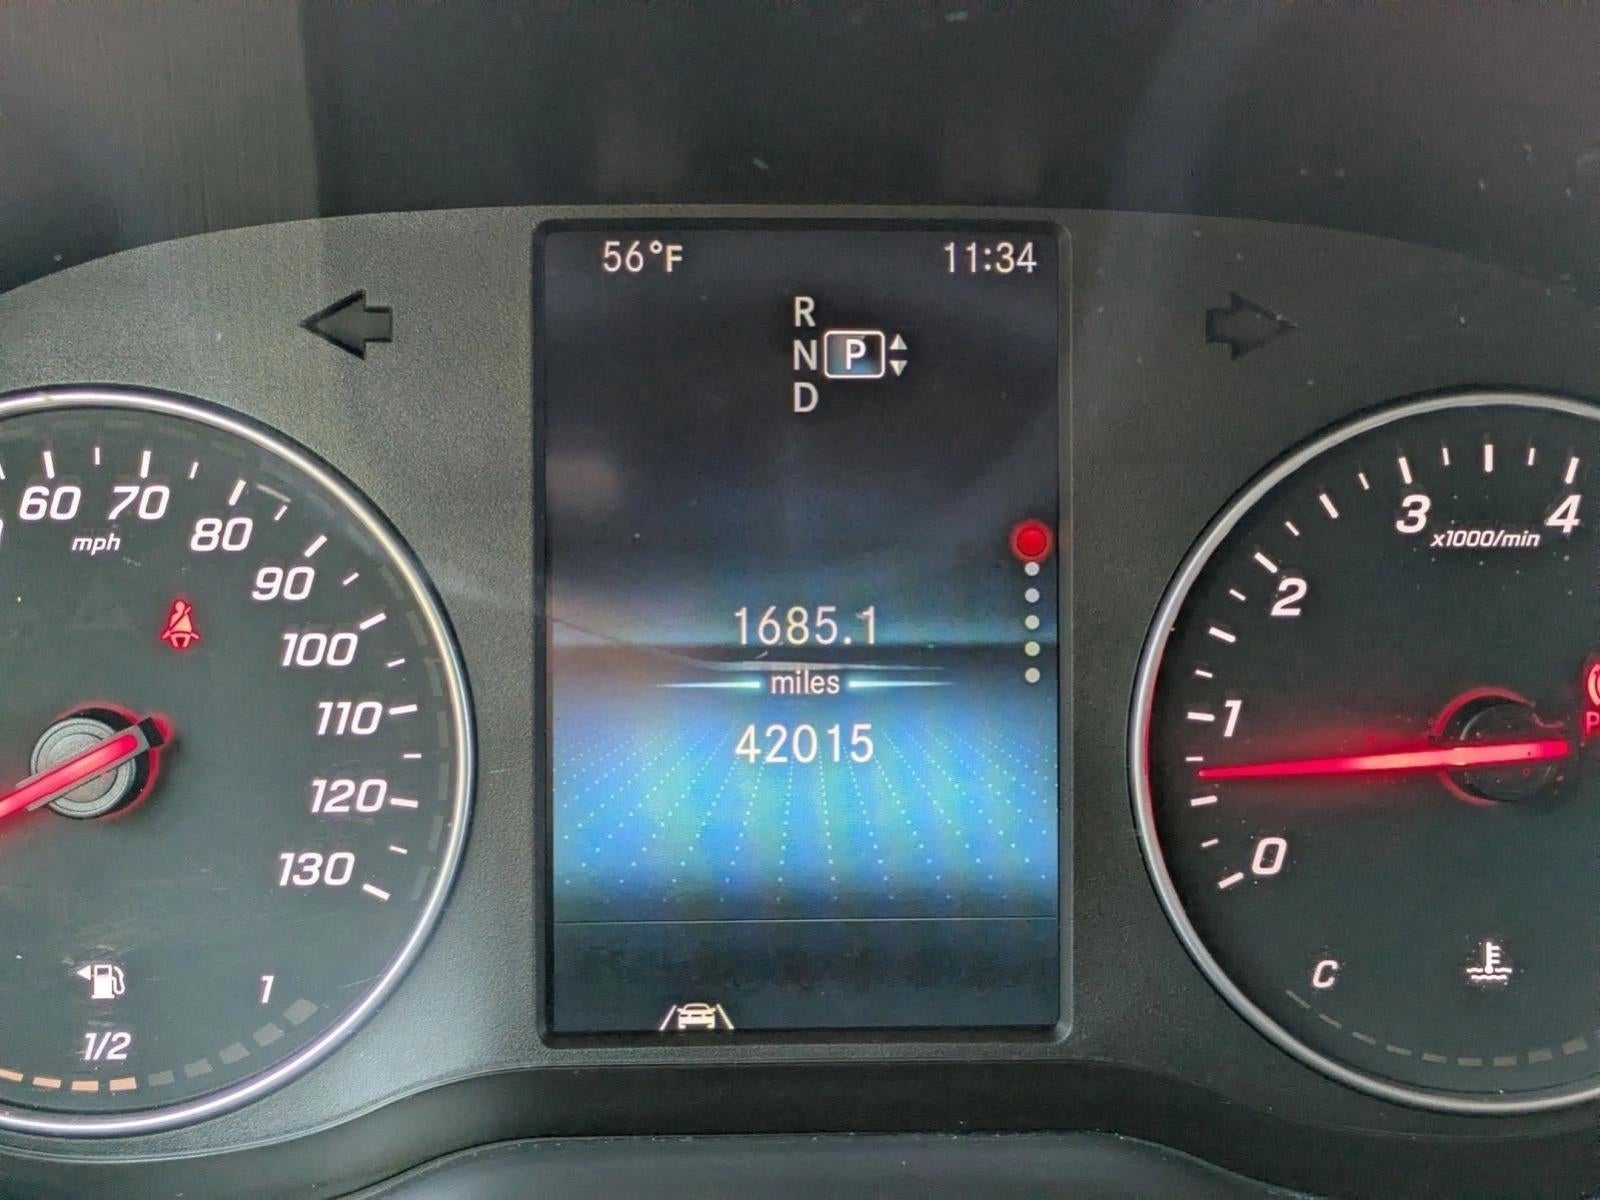 56°F 11:34
R
N P
D
60 70 80 90 100 110 120 130
mph
1685.1
miles
42015
0 1 2 3 4
x1000/min
1
1/2
C